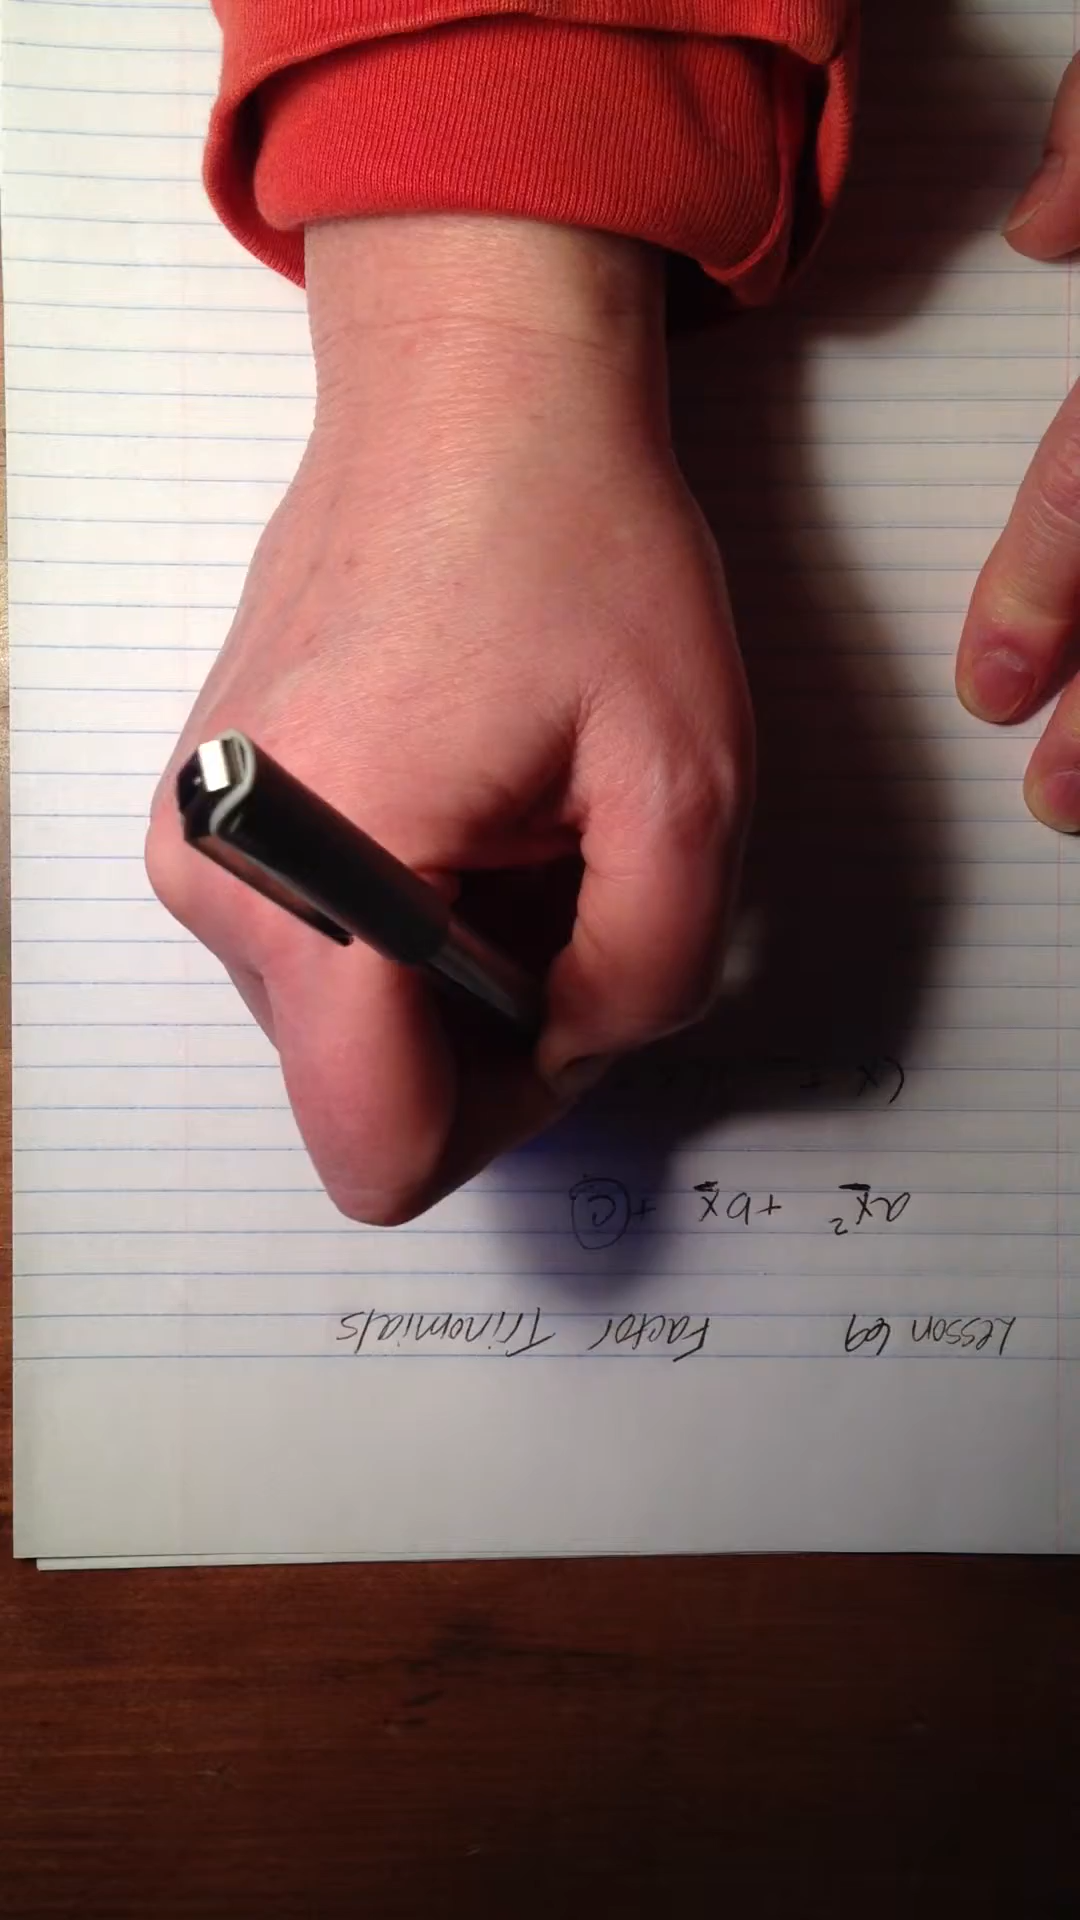 Lesson 69 Factor Trinomials
ax² + bx + c
(x +